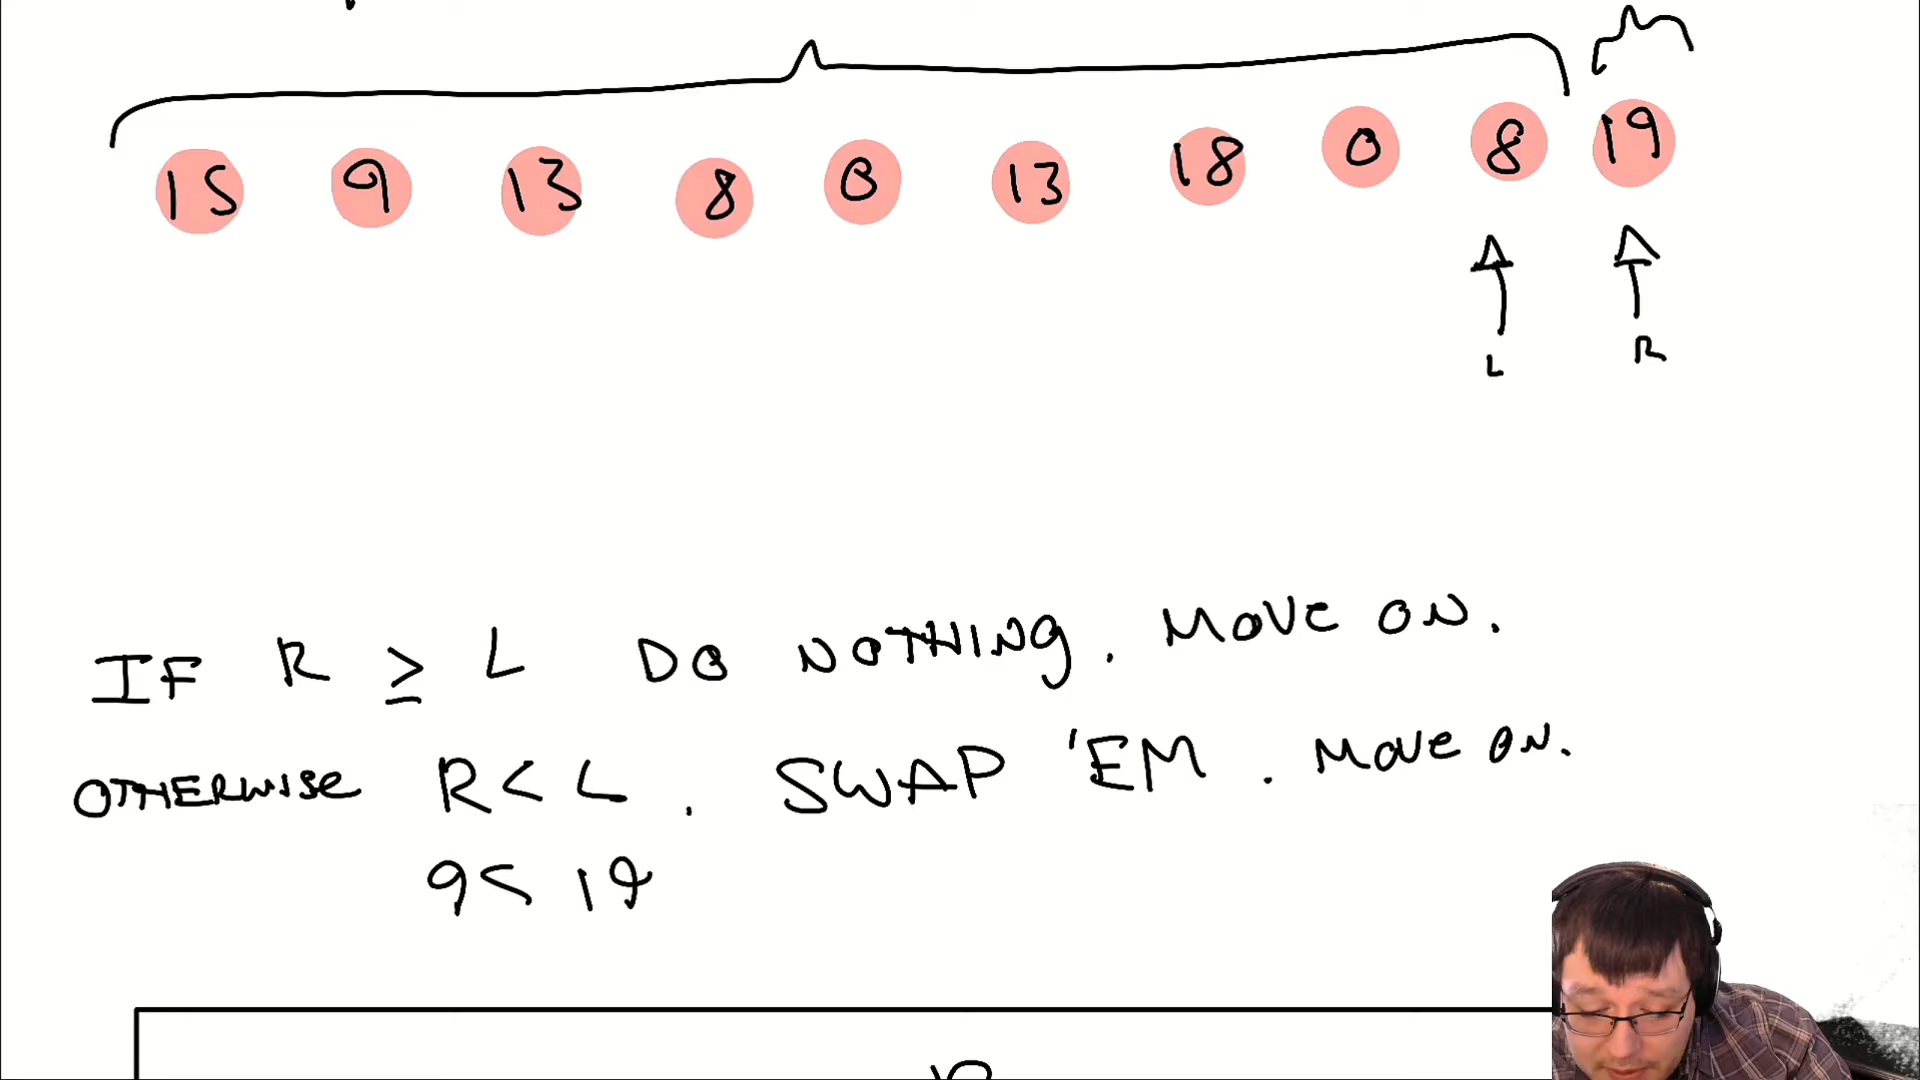 15 9 13 8 0 13 18 0 8 19
L R
IF R ≥ L DO NOTHING. MOVE ON.
OTHERWISE R < L. SWAP 'EM. MOVE ON.
9 < 19